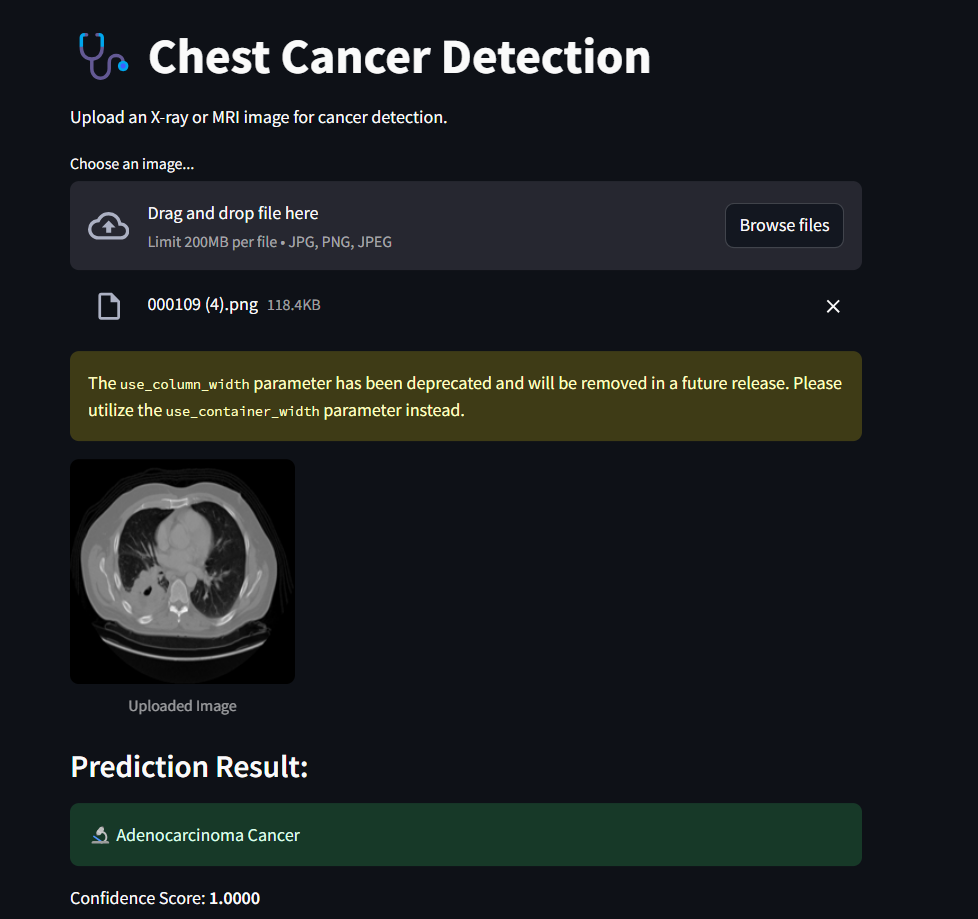 Chest Cancer Detection
Upload an X-ray or MRI image for cancer detection.
Choose an image...
Drag and drop file here
Limit 200MB per file • JPG, PNG, JPEG
Browse files
000109 (4).png 118.4KB
The use_column_width parameter has been deprecated and will be removed in a future release. Please
utilize the use_container_width parameter instead.
Uploaded Image
Prediction Result:
Adenocarcinoma Cancer
Confidence Score: 1.0000